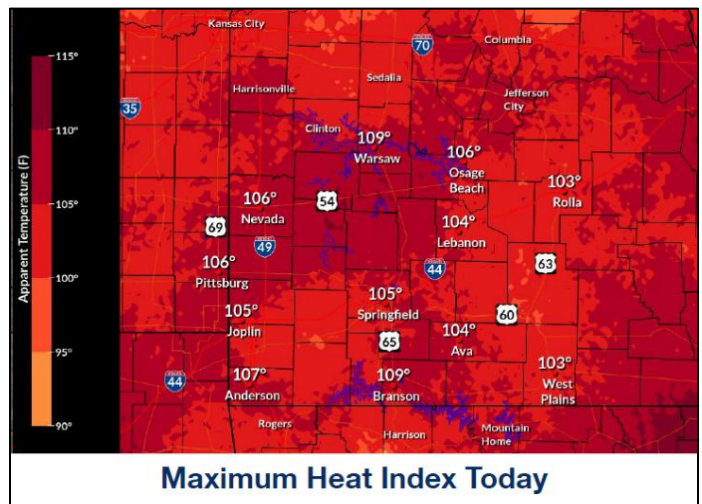 Kansas City
70
Columbia
115°
Sedalia
Harrisonville
Jefferson
City
35
110°
Clinton
109°
Warsaw
106°
Osage
Beach
103°
Rolla
106°
Nevada
54
105°
69
49
104°
Lebanon
63
106°
Pittsburg
44
100°
105°
Springfield
105°
Joplin
60
65
104°
Ava
95°
103°
West
Plains
44
107°
Anderson
109°
Branson
90°
Rogers
Harrison
Mountain
Home
Apparent Temperature (F)
Maximum Heat Index Today